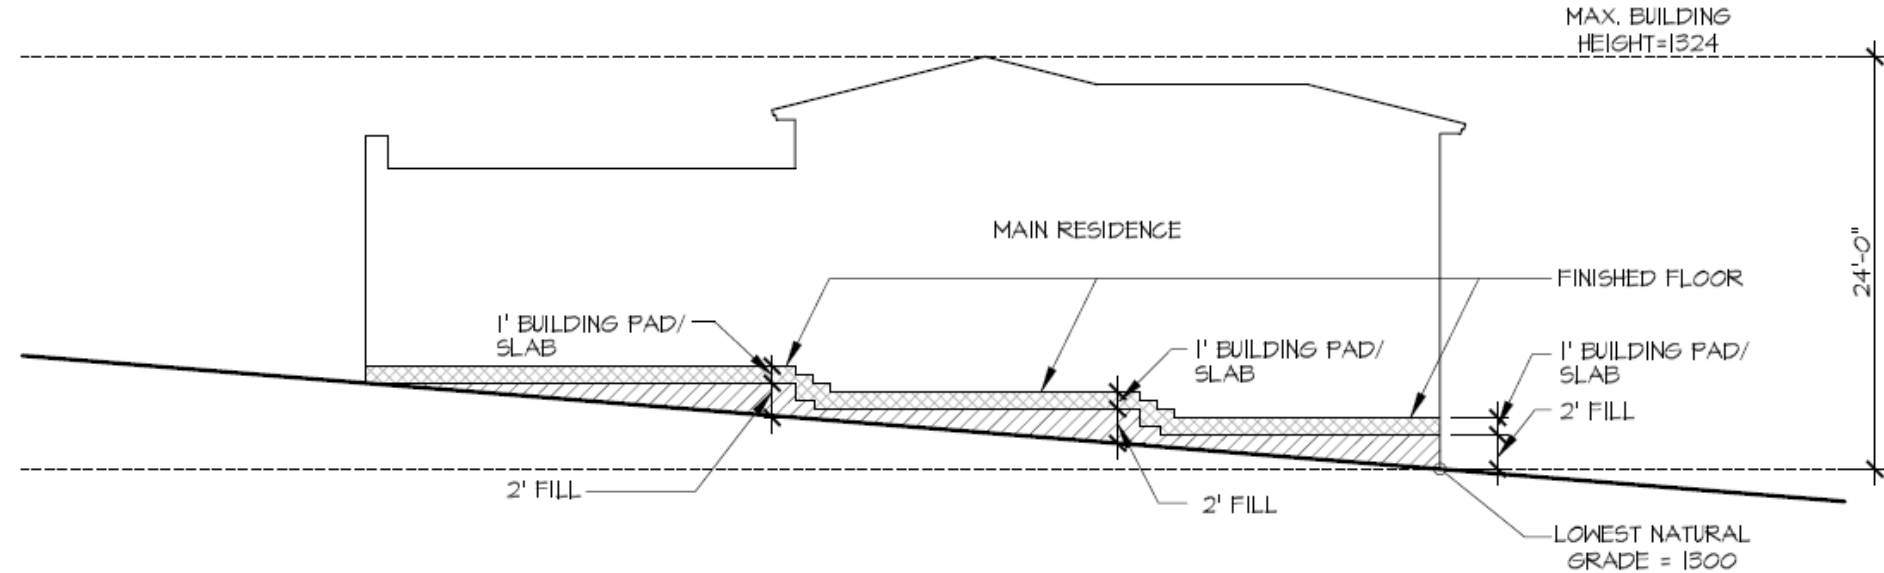 MAX. BUILDING
HEIGHT=1324
24'-0"
MAIN RESIDENCE
FINISHED FLOOR
1' BUILDING PAD/
SLAB
1' BUILDING PAD/
SLAB
1' BUILDING PAD/
SLAB
2' FILL
2' FILL
2' FILL
LOWEST NATURAL
GRADE = 1300